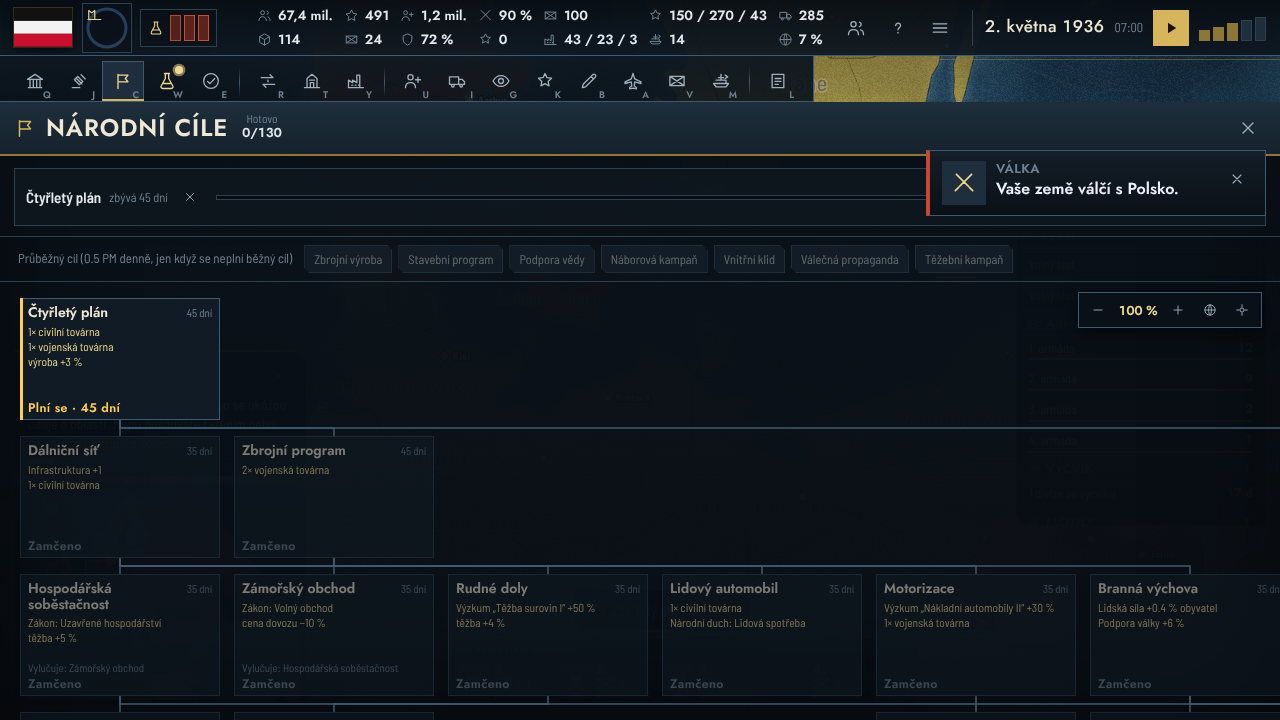 67,4 mil. 491 1,2 mil. 90 % 100 150 / 270 / 43 285
114 24 72 % 0 43 / 23 / 3 14 7 %
? 2. května 1936 07:00
Q J C W E R T Y U I G K B A V M L
NÁRODNÍ CÍLE
Hotovo
0/130
VÁLKA
Vaše země válčí s Polsko.
Čtyřletý plán zbývá 45 dní
Průběžný cíl (0.5 PM denně, jen když se neplní běžný cíl) Zbrojní výroba Stavební program Podpora vědy Náborová kampaň Vnitřní klid Válečná propaganda Těžební kampaň
100 %
Čtyřletý plán 45 dní
1× civilní továrna
1× vojenská továrna
výroba +3 %
Plní se · 45 dní
Dálniční síť 35 dní
Infrastruktura +1
1× civilní továrna
Zamčeno
Zbrojní program 45 dní
2× vojenská továrna
Zamčeno
Hospodářská soběstačnost 35 dní
Zákon: Uzavřené hospodářství
těžba +5 %
Vylučuje: Zámořský obchod
Zamčeno
Zámořský obchod 35 dní
Zákon: Volný obchod
cena dovozu −10 %
Vylučuje: Hospodářská soběstačnost
Zamčeno
Rudné doly 35 dní
Výzkum „Těžba surovin I“ +50 %
těžba +4 %
Zamčeno
Lidový automobil 35 dní
1× civilní továrna
Národní duch: Lidová spotřeba
Zamčeno
Motorizace 35 dní
Výzkum „Nákladní automobily II“ +30 %
1× vojenská továrna
Zamčeno
Branná výchova 35 dní
Lidská síla +0.4 % obyvatel
Podpora války +6 %
Zamčeno